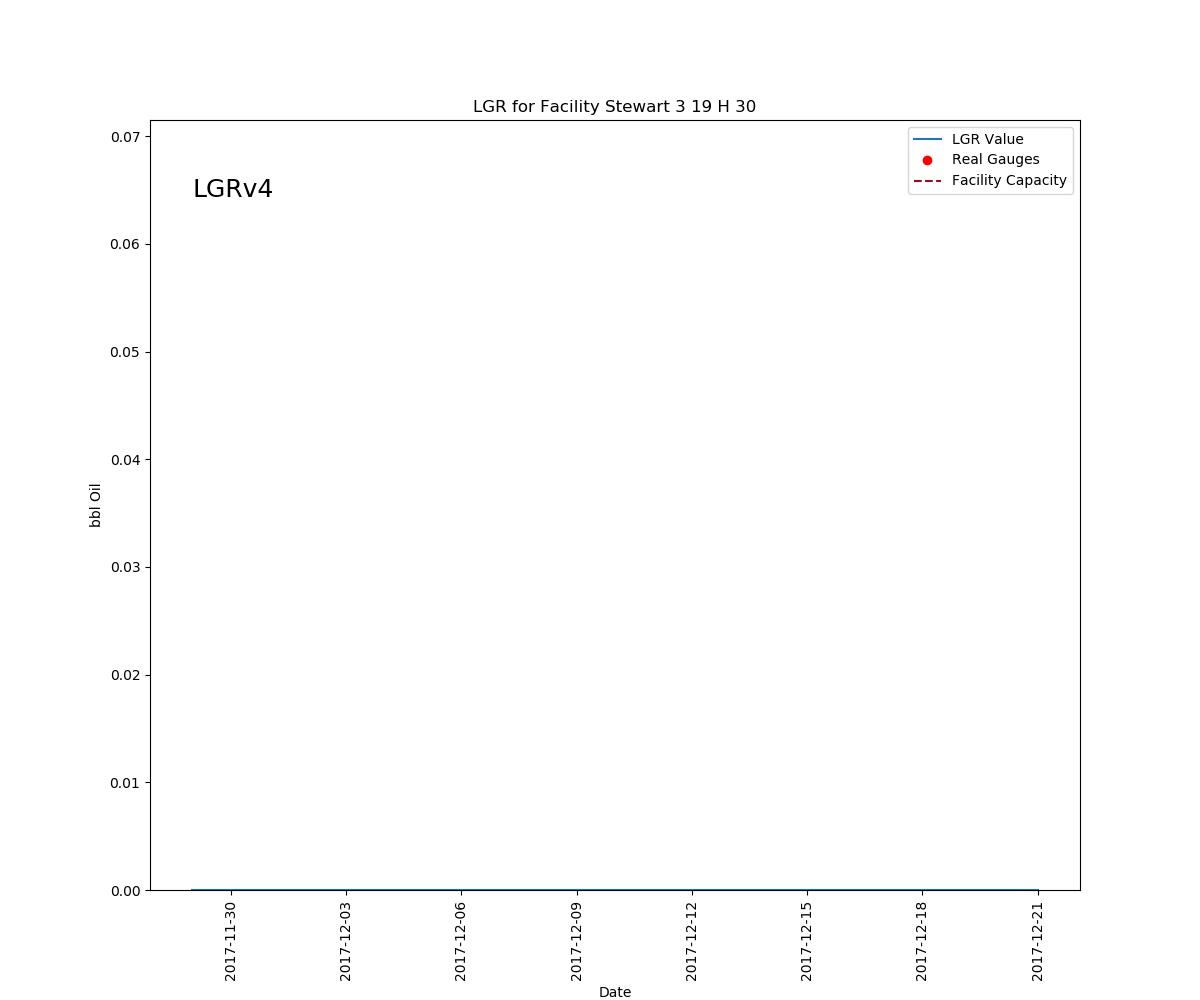 LGR for Facility Stewart 3 19 H 30
LGR Value
Real Gauges
Facility Capacity
LGRv4
0.07
0.06
0.05
0.04
0.03
0.02
0.01
0.00
bbl Oil
2017-11-30
2017-12-03
2017-12-06
2017-12-09
2017-12-12
2017-12-15
2017-12-18
2017-12-21
Date